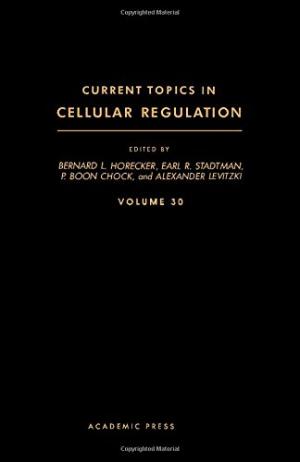 CURRENT TOPICS IN
CELLULAR REGULATION
EDITED BY
BERNARD L. HORECKER, EARL R. STADTMAN,
P. BOON CHOCK, and ALEXANDER LEVITZKI
VOLUME 30
ACADEMIC PRESS